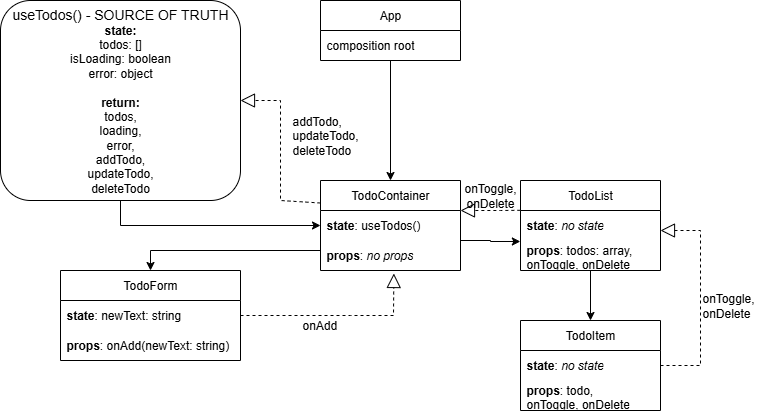 useTodos() - SOURCE OF TRUTH
state:
todos: []
isLoading: boolean
error: object
return:
todos,
loading,
error,
addTodo,
updateTodo,
deleteTodo
App
composition root
addTodo,
updateTodo,
deleteTodo
TodoContainer
state: useTodos()
props: no props
onToggle,
onDelete
TodoList
state: no state
props: todos: array,
onToggle, onDelete
TodoForm
state: newText: string
props: onAdd(newText: string)
onAdd
onToggle,
onDelete
TodoItem
state: no state
props: todo,
onToggle, onDelete